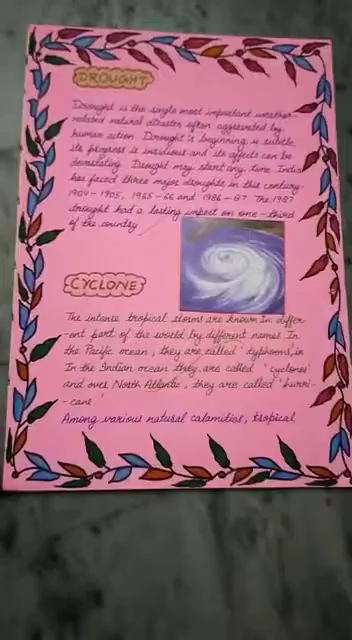 DROUGHT
Drought is the single most important weather-
related natural disaster often aggravated by
human action. Drought is beginning is subtle,
its progress is insidious and its effects can be
devastating. Drought may start any time. India
has faced three major droughts in this century-
1904-1905, 1965-66 and 1986-87. The 1987
drought had a lasting impact on one-third
of the country
CYCLONE
The intense tropical storms are known In differ-
-ent part of the world by different names. In
the Pacific ocean, they are called 'typhoons', in
In the Indian ocean they are called 'cyclones'
and over North Atlantic, they are called 'hurri-
-cane'
Among various natural calamities, tropical